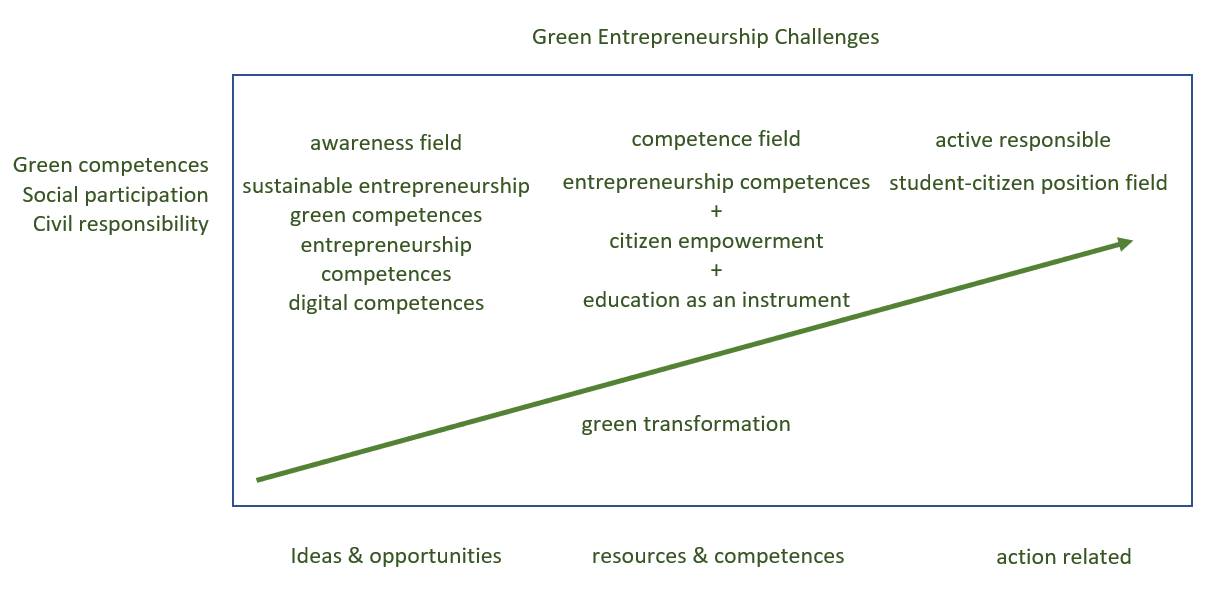 Green Entrepreneurship Challenges
Green competences
Social participation
Civil responsibility
awareness field
sustainable entrepreneurship
green competences
entrepreneurship
competences
digital competences
competence field
entrepreneurship competences
+
citizen empowerment
+
education as an instrument
active responsible
student-citizen position field
green transformation
Ideas & opportunities
resources & competences
action related